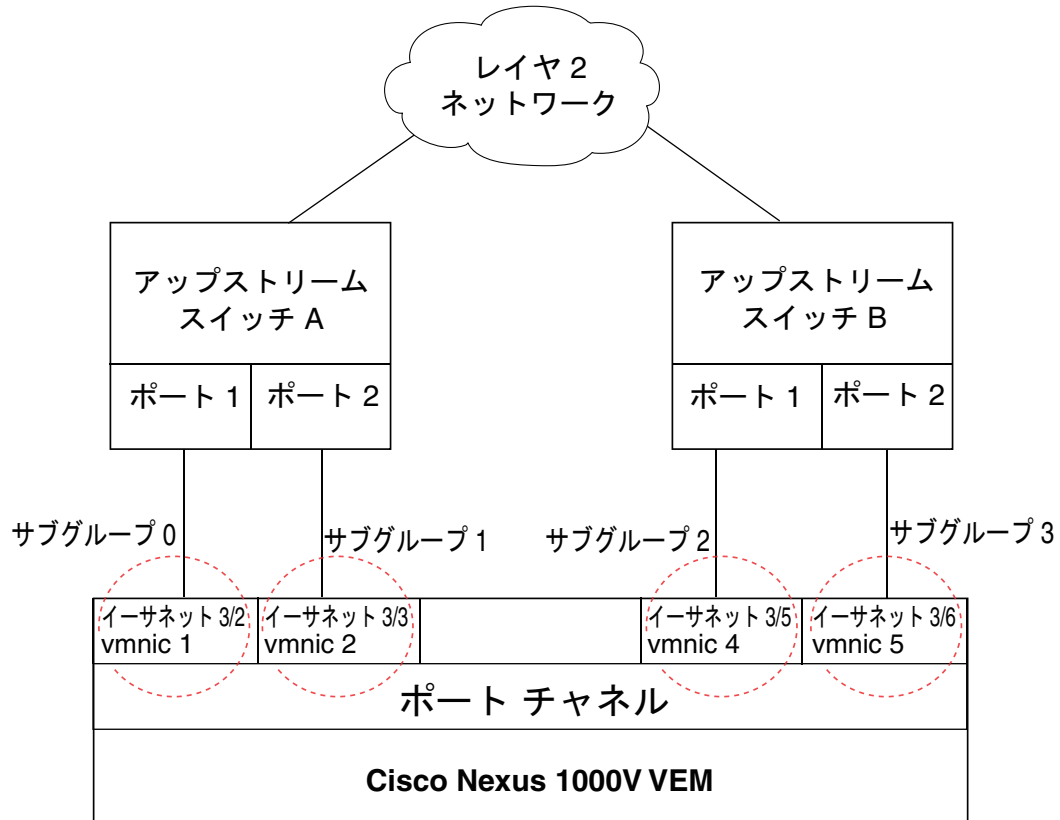 レイヤ 2
ネットワーク
アップストリーム
スイッチ A
アップストリーム
スイッチ B
ポート 1
ポート 2
ポート 1
ポート 2
サブグループ 0
サブグループ 1
サブグループ 2
サブグループ 3
イーサネット 3/2
vmnic 1
イーサネット 3/3
vmnic 2
イーサネット 3/5
vmnic 4
イーサネット 3/6
vmnic 5
ポート チャネル
Cisco Nexus 1000V VEM